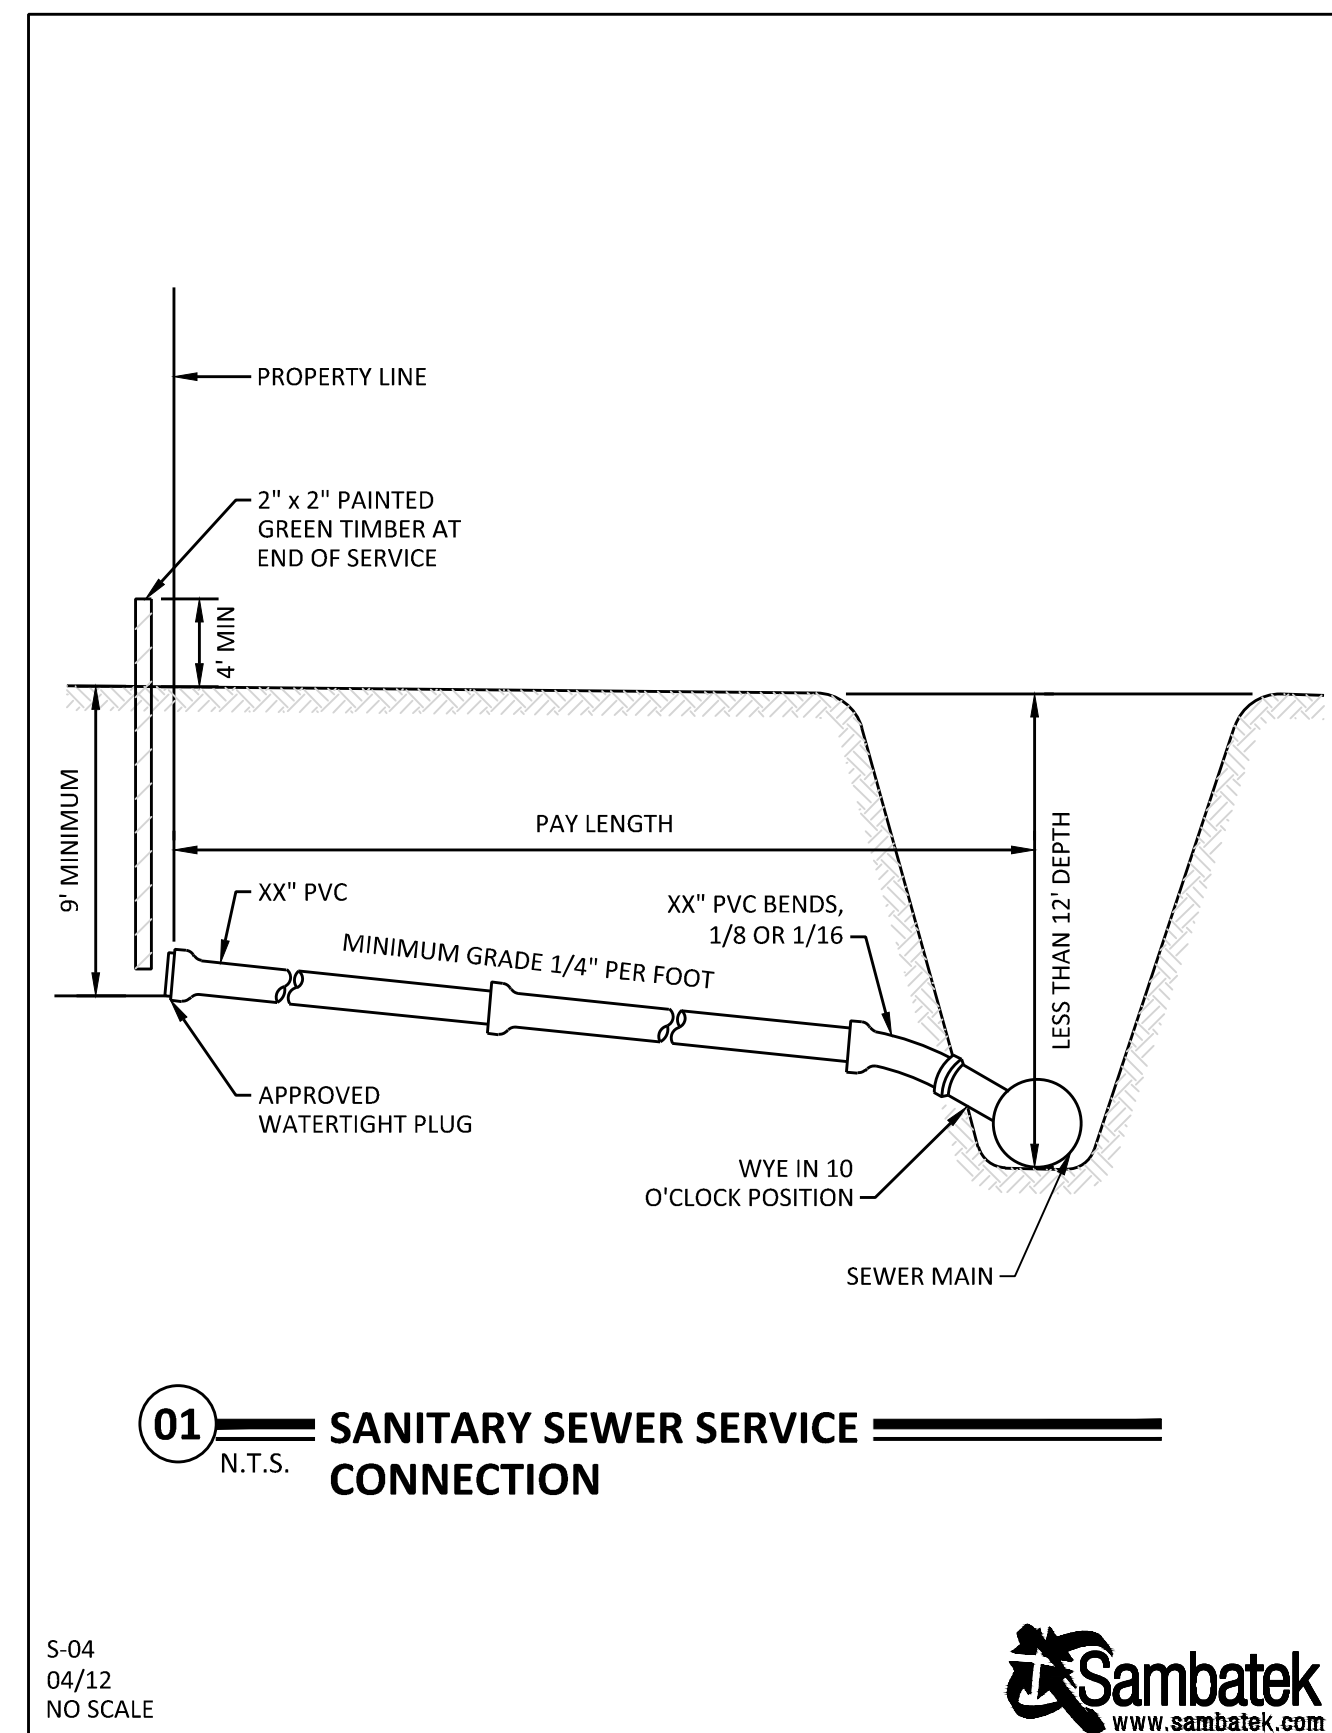 PROPERTY LINE
2" x 2" PAINTED
GREEN TIMBER AT
END OF SERVICE
4' MIN
9' MINIMUM
PAY LENGTH
LESS THAN 12' DEPTH
XX" PVC
XX" PVC BENDS,
1/8 OR 1/16
MINIMUM GRADE 1/4" PER FOOT
APPROVED
WATERTIGHT PLUG
WYE IN 10
O'CLOCK POSITION
SEWER MAIN
01
N.T.S.
SANITARY SEWER SERVICE
CONNECTION
S-04
04/12
NO SCALE
Sambatek
www.sambatek.com